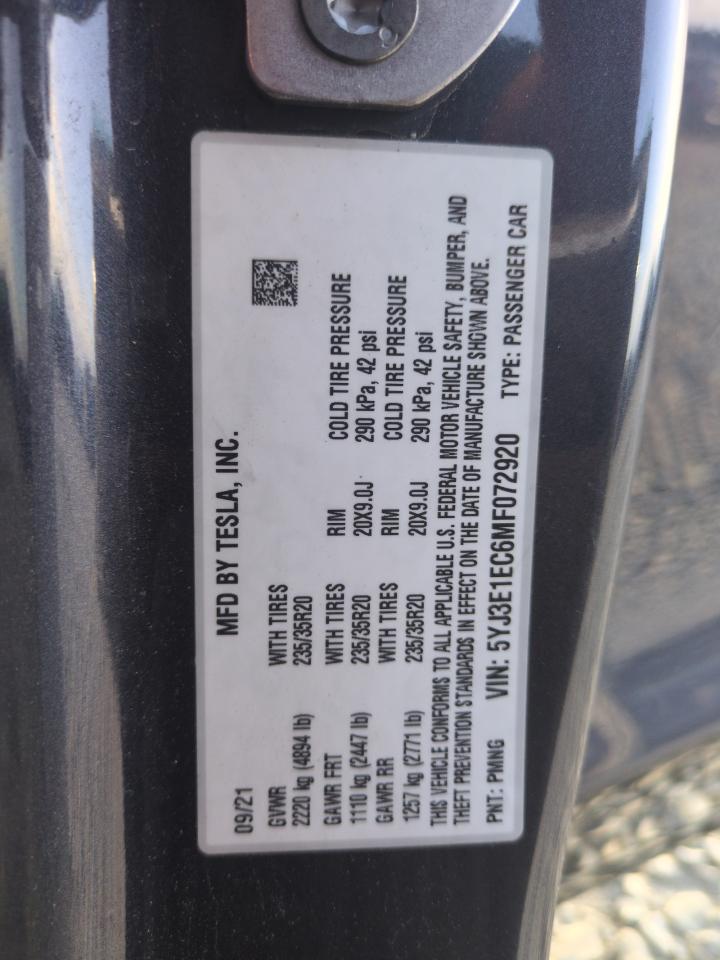 MFD BY TESLA, INC.
09/21
GVWR WITH TIRES
2220 kg (4894 lb) 235/35R20
GAWR FRT WITH TIRES RIM COLD TIRE PRESSURE
1110 kg (2447 lb) 235/35R20 20X9.0J 290 kPa, 42 psi
GAWR RR WITH TIRES RIM COLD TIRE PRESSURE
1257 kg (2771 lb) 235/35R20 20X9.0J 290 kPa, 42 psi
THIS VEHICLE CONFORMS TO ALL APPLICABLE U.S. FEDERAL MOTOR VEHICLE SAFETY, BUMPER, AND
THEFT PREVENTION STANDARDS IN EFFECT ON THE DATE OF MANUFACTURE SHOWN ABOVE.
PNT: PMNG VIN: 5YJ3E1EC6MF072920 TYPE: PASSENGER CAR